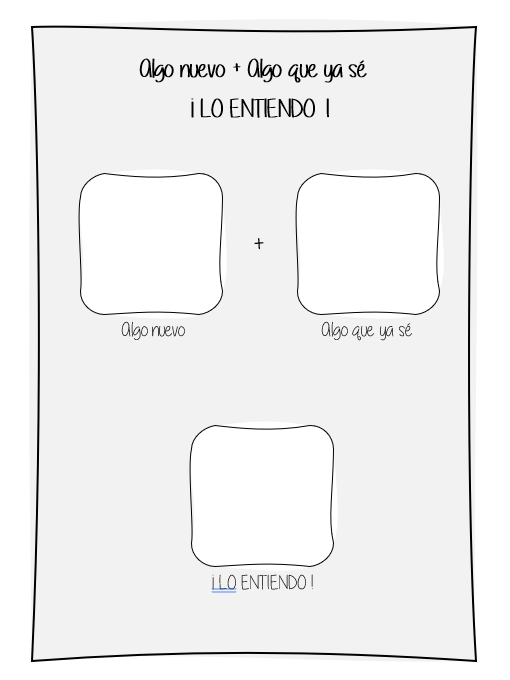 Algo nuevo + Algo que ya sé
¡ LO ENTIENDO !
+
Algo nuevo
Algo que ya sé
¡ LO ENTIENDO !